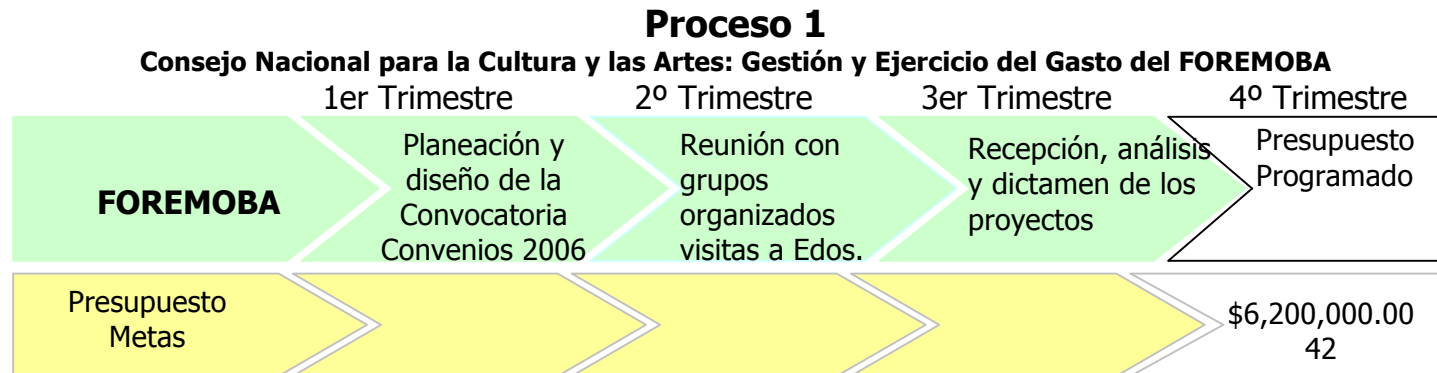 Proceso 1
Consejo Nacional para la Cultura y las Artes: Gestión y Ejercicio del Gasto del FOREMOBA
1er Trimestre
2º Trimestre
3er Trimestre
4º Trimestre
FOREMOBA
Planeación y
diseño de la
Convocatoria
Convenios 2006
Reunión con
grupos
organizados
visitas a Edos.
Recepción, análisis
y dictamen de los
proyectos
Presupuesto
Programado
Presupuesto
Metas
$6,200,000.00
42